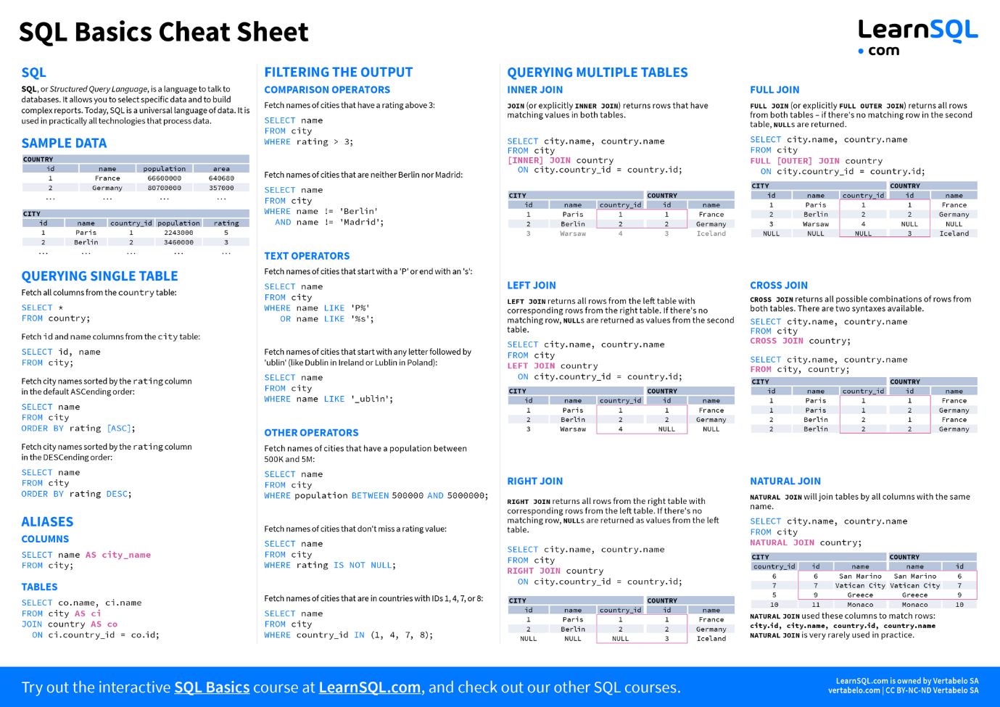 SQL Basics Cheat Sheet
LearnSQL
• com
SQL
SQL, or Structured Query Language, is a language to talk to
databases. It allows you to select specific data and to build
complex reports. Today, SQL is a universal language of data. It is
used in practically all technologies that process data.
SAMPLE DATA
COUNTRY
id name population area
1 France 66600000 640680
2 Germany 80700000 357000
... ... ... ...
CITY
id name country_id population rating
1 Paris 1 2243000 5
2 Berlin 2 3460000 3
... ... ... ... ...
QUERYING SINGLE TABLE
Fetch all columns from the country table:
SELECT *
FROM country;
Fetch id and name columns from the city table:
SELECT id, name
FROM city;
Fetch city names sorted by the rating column
in the default ASCending order:
SELECT name
FROM city
ORDER BY rating [ASC];
Fetch city names sorted by the rating column
in the DESCending order:
SELECT name
FROM city
ORDER BY rating DESC;
ALIASES
COLUMNS
SELECT name AS city_name
FROM city;
TABLES
SELECT co.name, ci.name
FROM city AS ci
JOIN country AS co
ON ci.country_id = co.id;
FILTERING THE OUTPUT
COMPARISON OPERATORS
Fetch names of cities that have a rating above 3:
SELECT name
FROM city
WHERE rating > 3;
Fetch names of cities that are neither Berlin nor Madrid:
SELECT name
FROM city
WHERE name != 'Berlin'
AND name != 'Madrid';
TEXT OPERATORS
Fetch names of cities that start with a 'P' or end with an 's':
SELECT name
FROM city
WHERE name LIKE 'P%'
OR name LIKE '%s';
Fetch names of cities that start with any letter followed by
'ublin' (like Dublin in Ireland or Lublin in Poland):
SELECT name
FROM city
WHERE name LIKE '_ublin';
OTHER OPERATORS
Fetch names of cities that have a population between
500K and 5M:
SELECT name
FROM city
WHERE population BETWEEN 500000 AND 5000000;
Fetch names of cities that don't miss a rating value:
SELECT name
FROM city
WHERE rating IS NOT NULL;
Fetch names of cities that are in countries with IDs 1, 4, 7, or 8:
SELECT name
FROM city
WHERE country_id IN (1, 4, 7, 8);
QUERYING MULTIPLE TABLES
INNER JOIN
JOIN (or explicitly INNER JOIN) returns rows that have
matching values in both tables.
SELECT city.name, country.name
FROM city
[INNER] JOIN country
ON city.country_id = country.id;
CITY COUNTRY
id name country_id id name
1 Paris 1 1 France
2 Berlin 2 2 Germany
3 Warsaw 4 3 Iceland
LEFT JOIN
LEFT JOIN returns all rows from the left table with
corresponding rows from the right table. If there's no
matching row, NULLs are returned as values from the second
table.
SELECT city.name, country.name
FROM city
LEFT JOIN country
ON city.country_id = country.id;
CITY COUNTRY
id name country_id id name
1 Paris 1 1 France
2 Berlin 2 2 Germany
3 Warsaw 4 NULL NULL
RIGHT JOIN
RIGHT JOIN returns all rows from the right table with
corresponding rows from the left table. If there's no
matching row, NULLs are returned as values from the left
table.
SELECT city.name, country.name
FROM city
RIGHT JOIN country
ON city.country_id = country.id;
CITY COUNTRY
id name country_id id name
1 Paris 1 1 France
2 Berlin 2 2 Germany
NULL NULL NULL 3 Iceland
FULL JOIN
FULL JOIN (or explicitly FULL OUTER JOIN) returns all rows
from both tables – if there's no matching row in the second
table, NULLs are returned.
SELECT city.name, country.name
FROM city
FULL [OUTER] JOIN country
ON city.country_id = country.id;
CITY COUNTRY
id name country_id id name
1 Paris 1 1 France
2 Berlin 2 2 Germany
3 Warsaw 4 NULL NULL
NULL NULL NULL 3 Iceland
CROSS JOIN
CROSS JOIN returns all possible combinations of rows from
both tables. There are two syntaxes available.
SELECT city.name, country.name
FROM city
CROSS JOIN country;
SELECT city.name, country.name
FROM city, country;
CITY COUNTRY
id name country_id id name
1 Paris 1 1 France
1 Paris 1 2 Germany
2 Berlin 2 1 France
2 Berlin 2 2 Germany
NATURAL JOIN
NATURAL JOIN will join tables by all columns with the same
name.
SELECT city.name, country.name
FROM city
NATURAL JOIN country;
CITY COUNTRY
country_id id name name id
6 6 San Marino San Marino 6
7 7 Vatican City Vatican City 7
5 9 Greece Greece 9
10 11 Monaco Monaco 10
NATURAL JOIN used these columns to match rows:
city.id, city.name, country.id, country.name
NATURAL JOIN is very rarely used in practice.
Try out the interactive SQL Basics course at LearnSQL.com, and check out our other SQL courses.
LearnSQL.com is owned by Vertabelo SA
vertabelo.com | CC BY-NC-ND Vertabelo SA